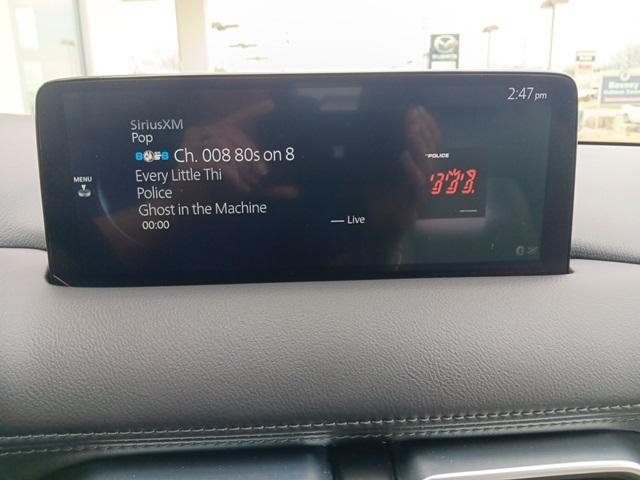 2:47 pm
SiriusXM
Pop
Ch. 008 80s on 8
Every Little Thi
Police
Ghost in the Machine
00:00
Live
MENU
POLICE